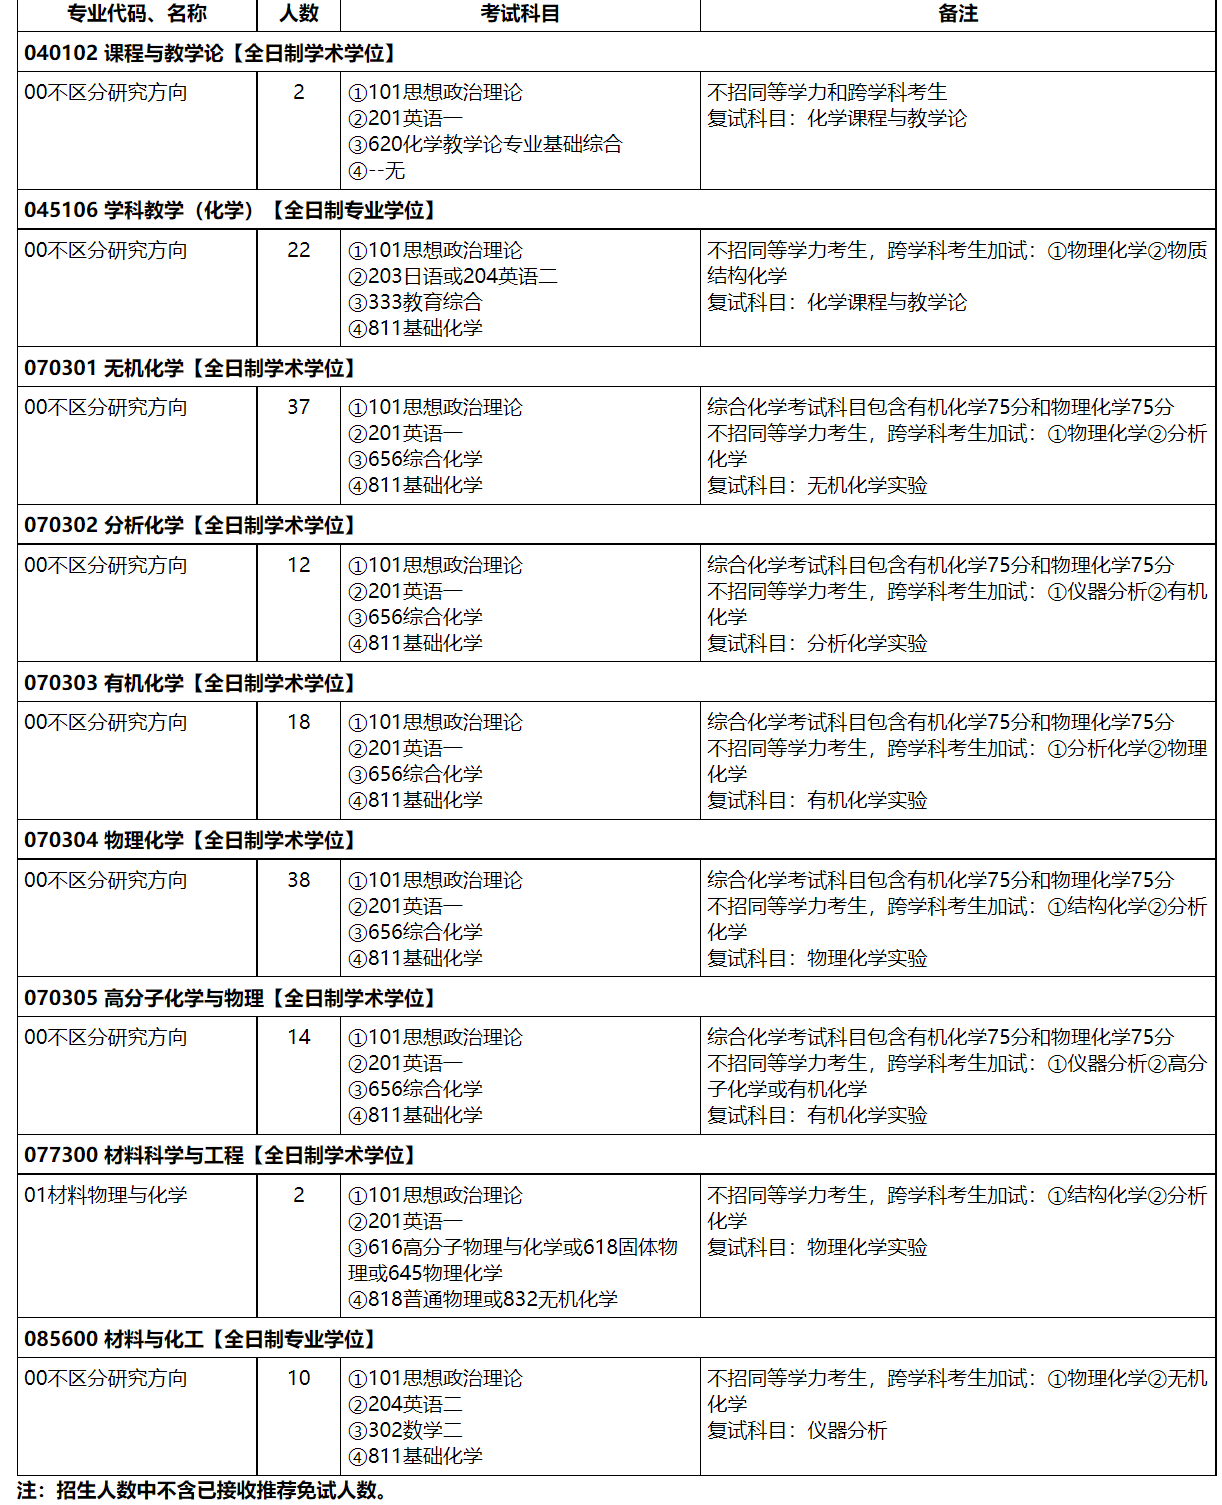 专业代码、名称 人数 考试科目 备注
040102 课程与教学论【全日制学术学位】
00不区分研究方向 2 ①101思想政治理论 不招同等学力和跨学科考生
②201英语一 复试科目：化学课程与教学论
③620化学教学论专业基础综合
④--无
045106 学科教学（化学）【全日制专业学位】
00不区分研究方向 22 ①101思想政治理论 不招同等学力考生，跨学科考生加试：①物理化学②物质
②203日语或204英语二 结构化学
③333教育综合 复试科目：化学课程与教学论
④811基础化学
070301 无机化学【全日制学术学位】
00不区分研究方向 37 ①101思想政治理论 综合化学考试科目包含有机化学75分和物理化学75分
②201英语一 不招同等学力考生，跨学科考生加试：①物理化学②分析
③656综合化学 化学
④811基础化学 复试科目：无机化学实验
070302 分析化学【全日制学术学位】
00不区分研究方向 12 ①101思想政治理论 综合化学考试科目包含有机化学75分和物理化学75分
②201英语一 不招同等学力考生，跨学科考生加试：①仪器分析②有机
③656综合化学 化学
④811基础化学 复试科目：分析化学实验
070303 有机化学【全日制学术学位】
00不区分研究方向 18 ①101思想政治理论 综合化学考试科目包含有机化学75分和物理化学75分
②201英语一 不招同等学力考生，跨学科考生加试：①分析化学②物理
③656综合化学 化学
④811基础化学 复试科目：有机化学实验
070304 物理化学【全日制学术学位】
00不区分研究方向 38 ①101思想政治理论 综合化学考试科目包含有机化学75分和物理化学75分
②201英语一 不招同等学力考生，跨学科考生加试：①结构化学②分析
③656综合化学 化学
④811基础化学 复试科目：物理化学实验
070305 高分子化学与物理【全日制学术学位】
00不区分研究方向 14 ①101思想政治理论 综合化学考试科目包含有机化学75分和物理化学75分
②201英语一 不招同等学力考生，跨学科考生加试：①仪器分析②高分
③656综合化学 子化学或有机化学
④811基础化学 复试科目：有机化学实验
077300 材料科学与工程【全日制学术学位】
01材料物理与化学 2 ①101思想政治理论 不招同等学力考生，跨学科考生加试：①结构化学②分析
②201英语一 化学
③616高分子物理与化学或618固体物 复试科目：物理化学实验
理或645物理化学
④818普通物理或832无机化学
085600 材料与化工【全日制专业学位】
00不区分研究方向 10 ①101思想政治理论 不招同等学力考生，跨学科考生加试：①物理化学②无机
②204英语二 化学
③302数学二 复试科目：仪器分析
④811基础化学
注：招生人数中不含已接收推荐免试人数。